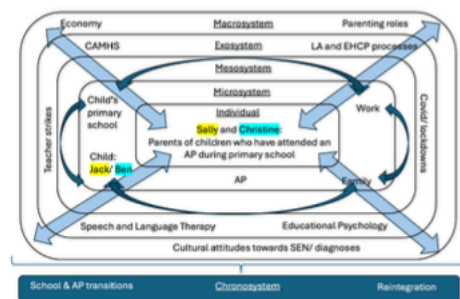 Economy Macrosystem Parenting roles
CAMHS Exosystem LA and EHCP processes
Mesosystem
Microsystem
Child's primary school
Individual
Work
Sally and Christine:
Parents of children who have attended an
AP during primary school
Teacher strikes
Covid/ lockdowns
Child:
Jack/ Ben
AP
Family
Speech and Language Therapy Educational Psychology
Cultural attitudes towards SEN/ diagnoses
School & AP transitions Chronosystem Reintegration